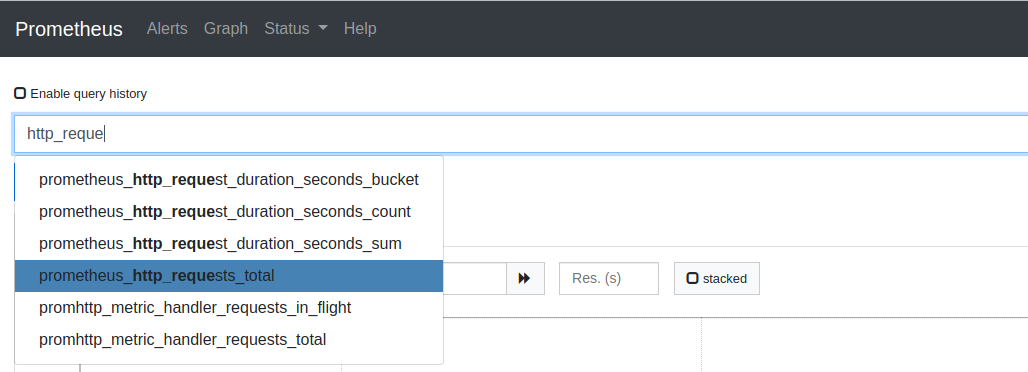 Prometheus Alerts Graph Status Help
Enable query history
http_reque
prometheus_http_request_duration_seconds_bucket
prometheus_http_request_duration_seconds_count
prometheus_http_request_duration_seconds_sum
prometheus_http_requests_total
promhttp_metric_handler_requests_in_flight
promhttp_metric_handler_requests_total
Res. (s) stacked